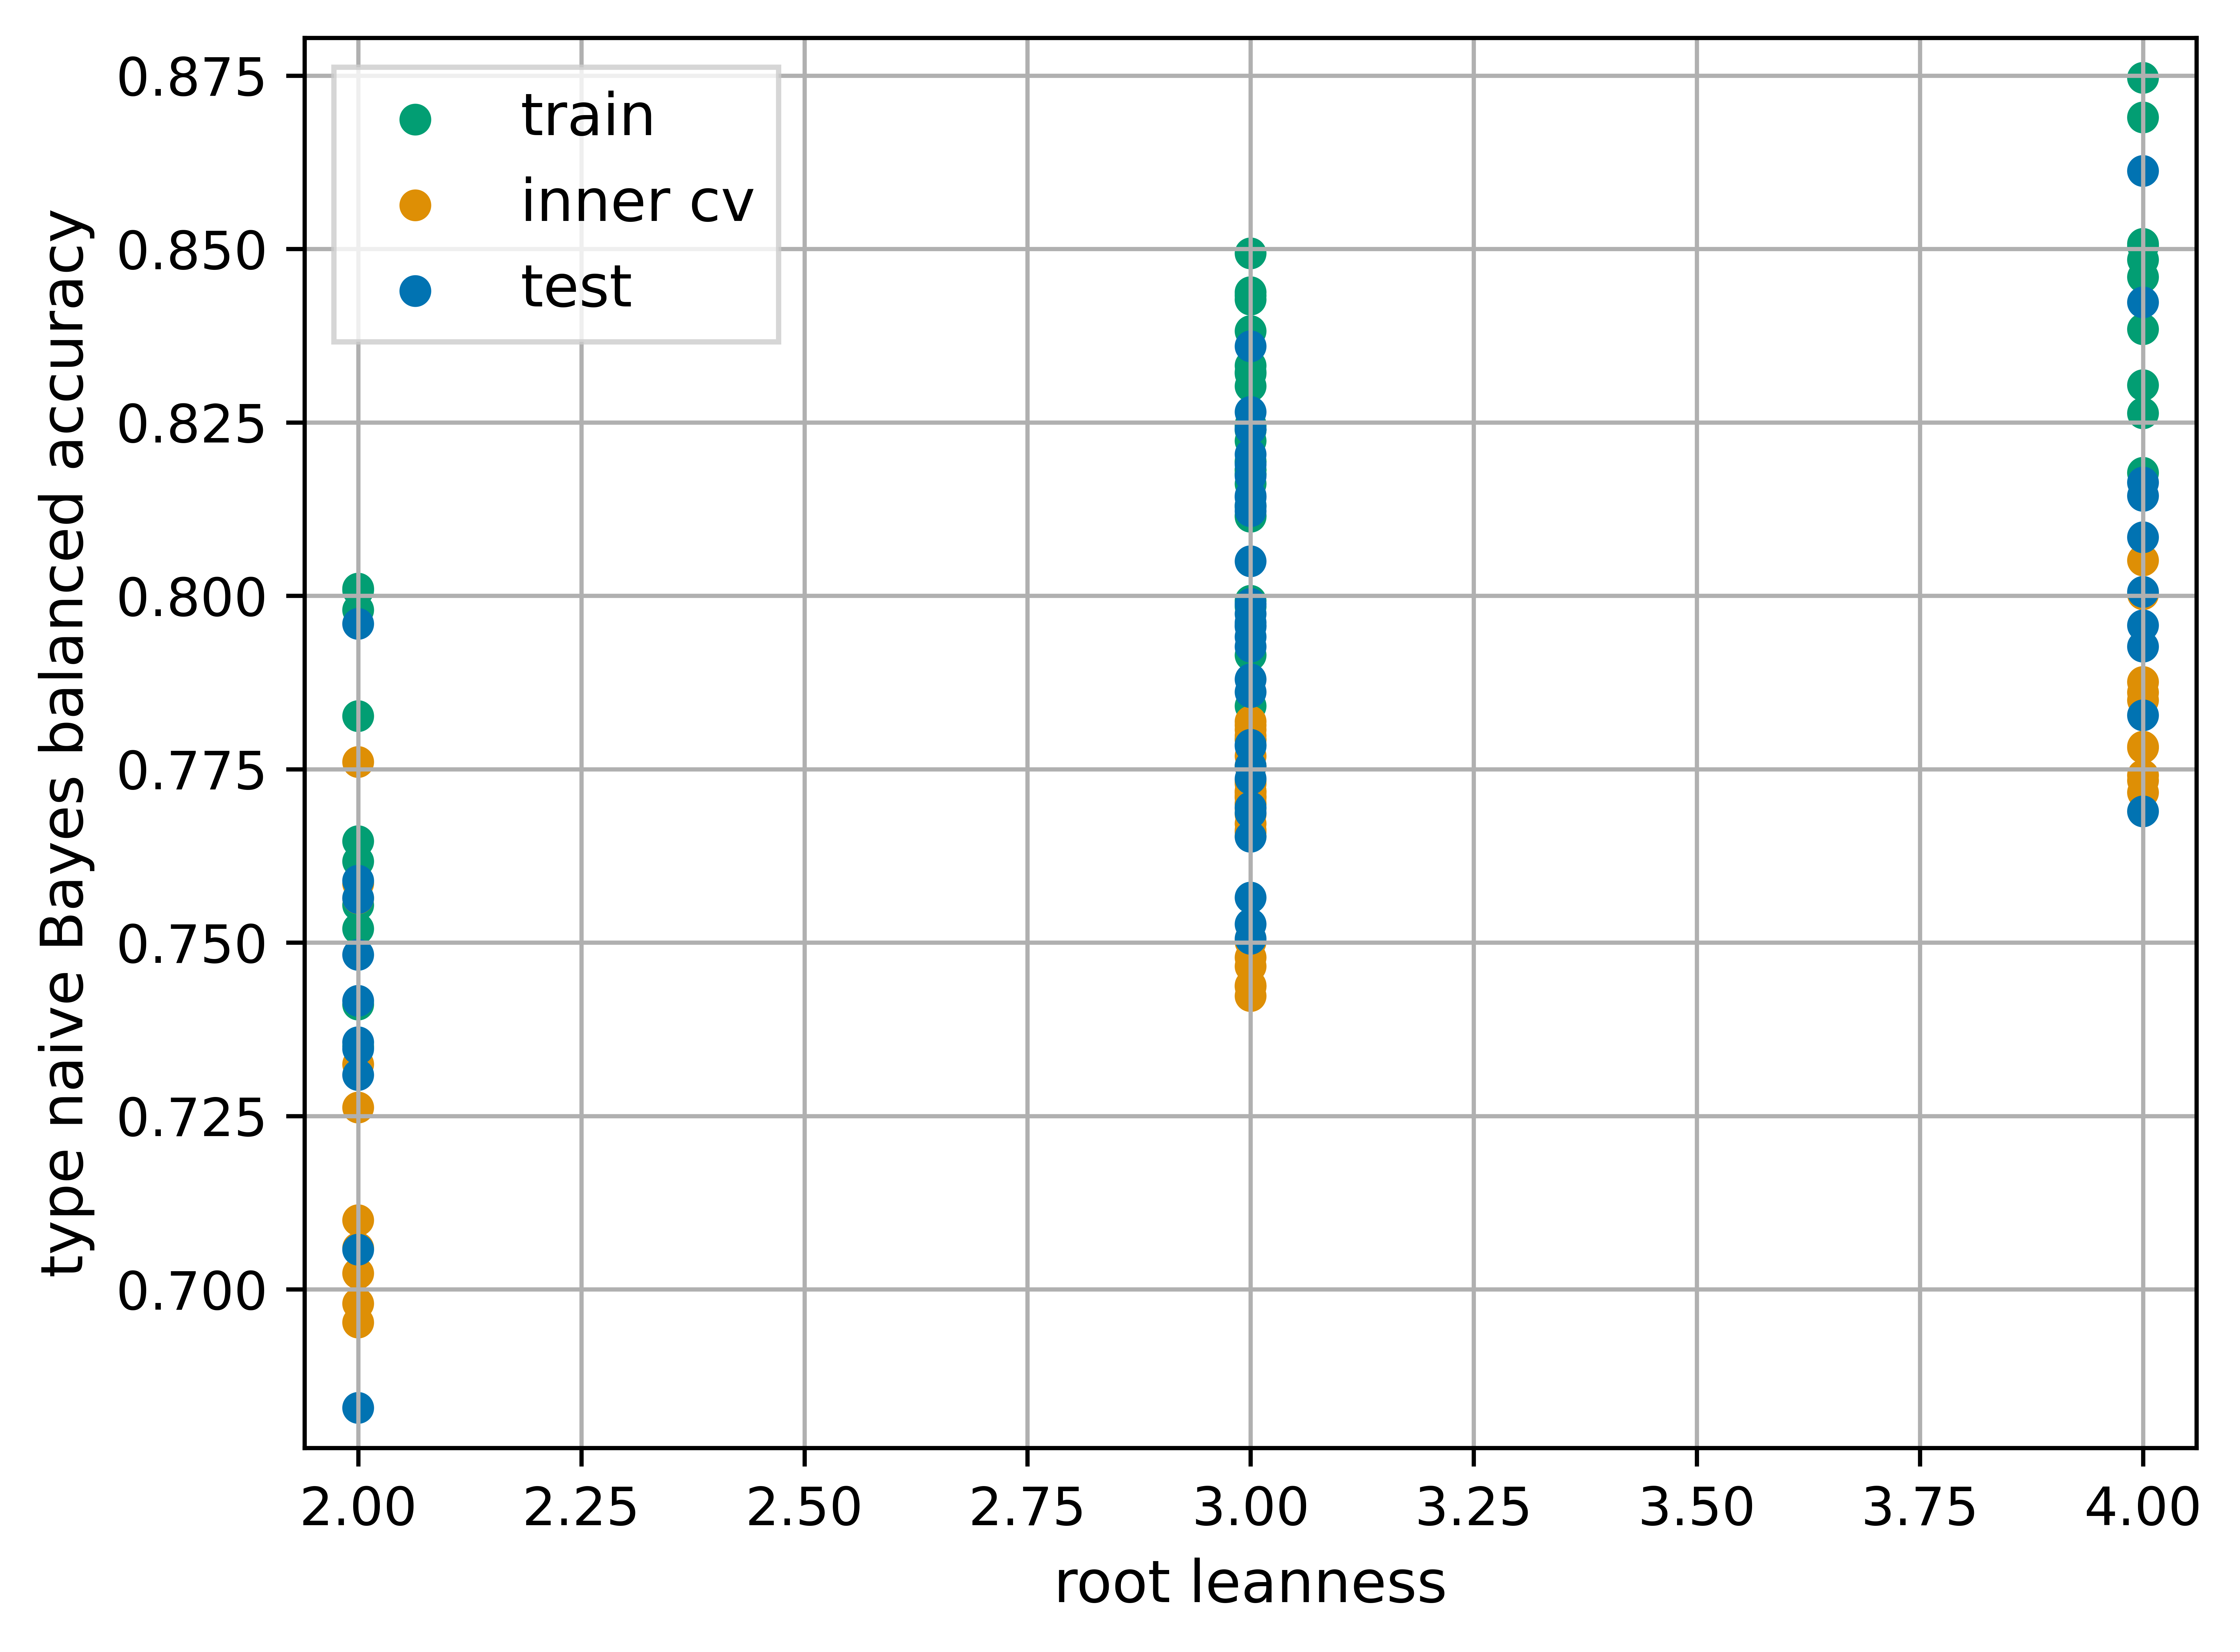 type naive Bayes balanced accuracy
0.875
0.850
0.825
0.800
0.775
0.750
0.725
0.700
train
inner cv
test
2.00 2.25 2.50 2.75 3.00 3.25 3.50 3.75 4.00
root leanness